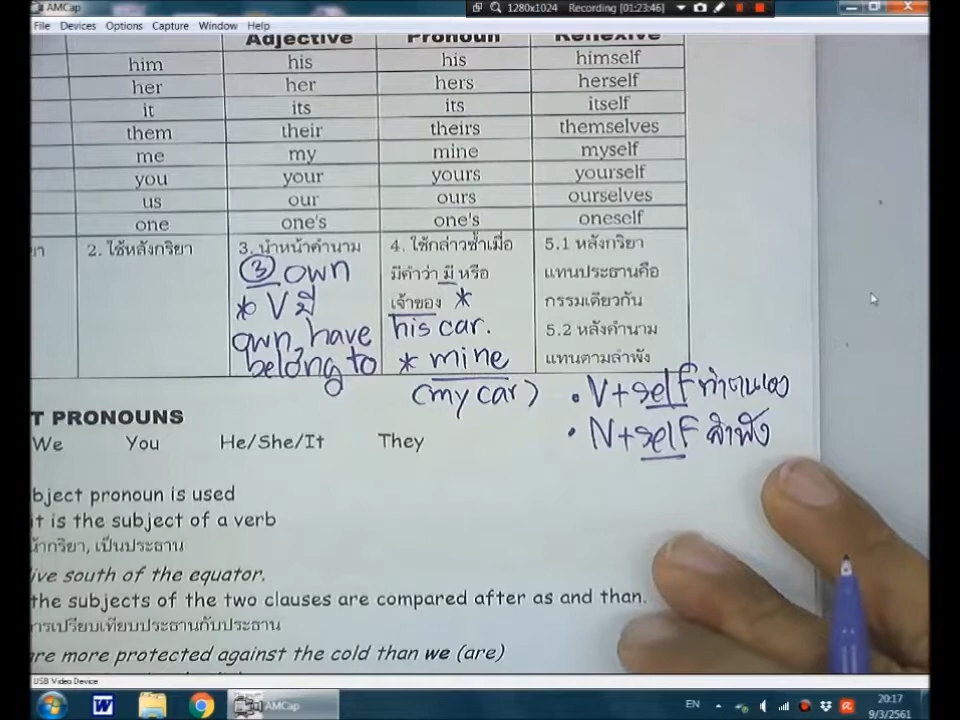 AMCap
1280x1024 Recording [01:23:46]
File Devices Options Capture Window Help
Adjective Pronoun Reflexive
him his his himself
her her hers herself
it its its itself
them their theirs themselves
me my mine myself
you your yours yourself
us our ours ourselves
one one's one's oneself
2. ใช้หลังกริยา 3. นำหน้าคำนาม 4. ใช้กล่าวซ้ำเมื่อ 5.1 หลังกริยา
③ own มีคำว่า มี หรือ แทนประธานคือ
* V มี เจ้าของ * กรรมเดียวกัน
own, have his car. 5.2 หลังคำนาม
belong to * mine แทนตามลำพัง
(my car) • V+self ทำตนเอง
T PRONOUNS • N+self ลำพัง
We You He/She/It They
bject pronoun is used
it is the subject of a verb
น้ากริยา, เป็นประธาน
ive south of the equator.
the subjects of the two clauses are compared after as and than.
ารเปรียบเทียบประธานกับประธาน
are more protected against the cold than we (are)
USB Video Device
AMCap EN 20:17
9/3/2561